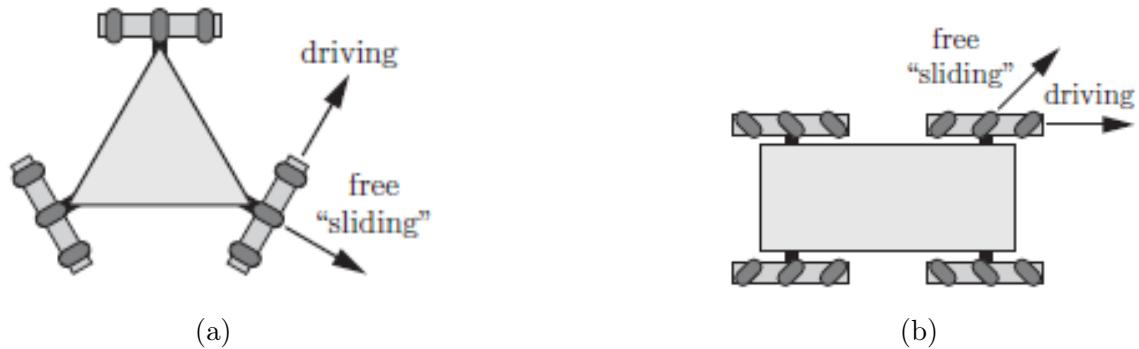 driving
free
“sliding”
(a)
free
“sliding”
driving
(b)